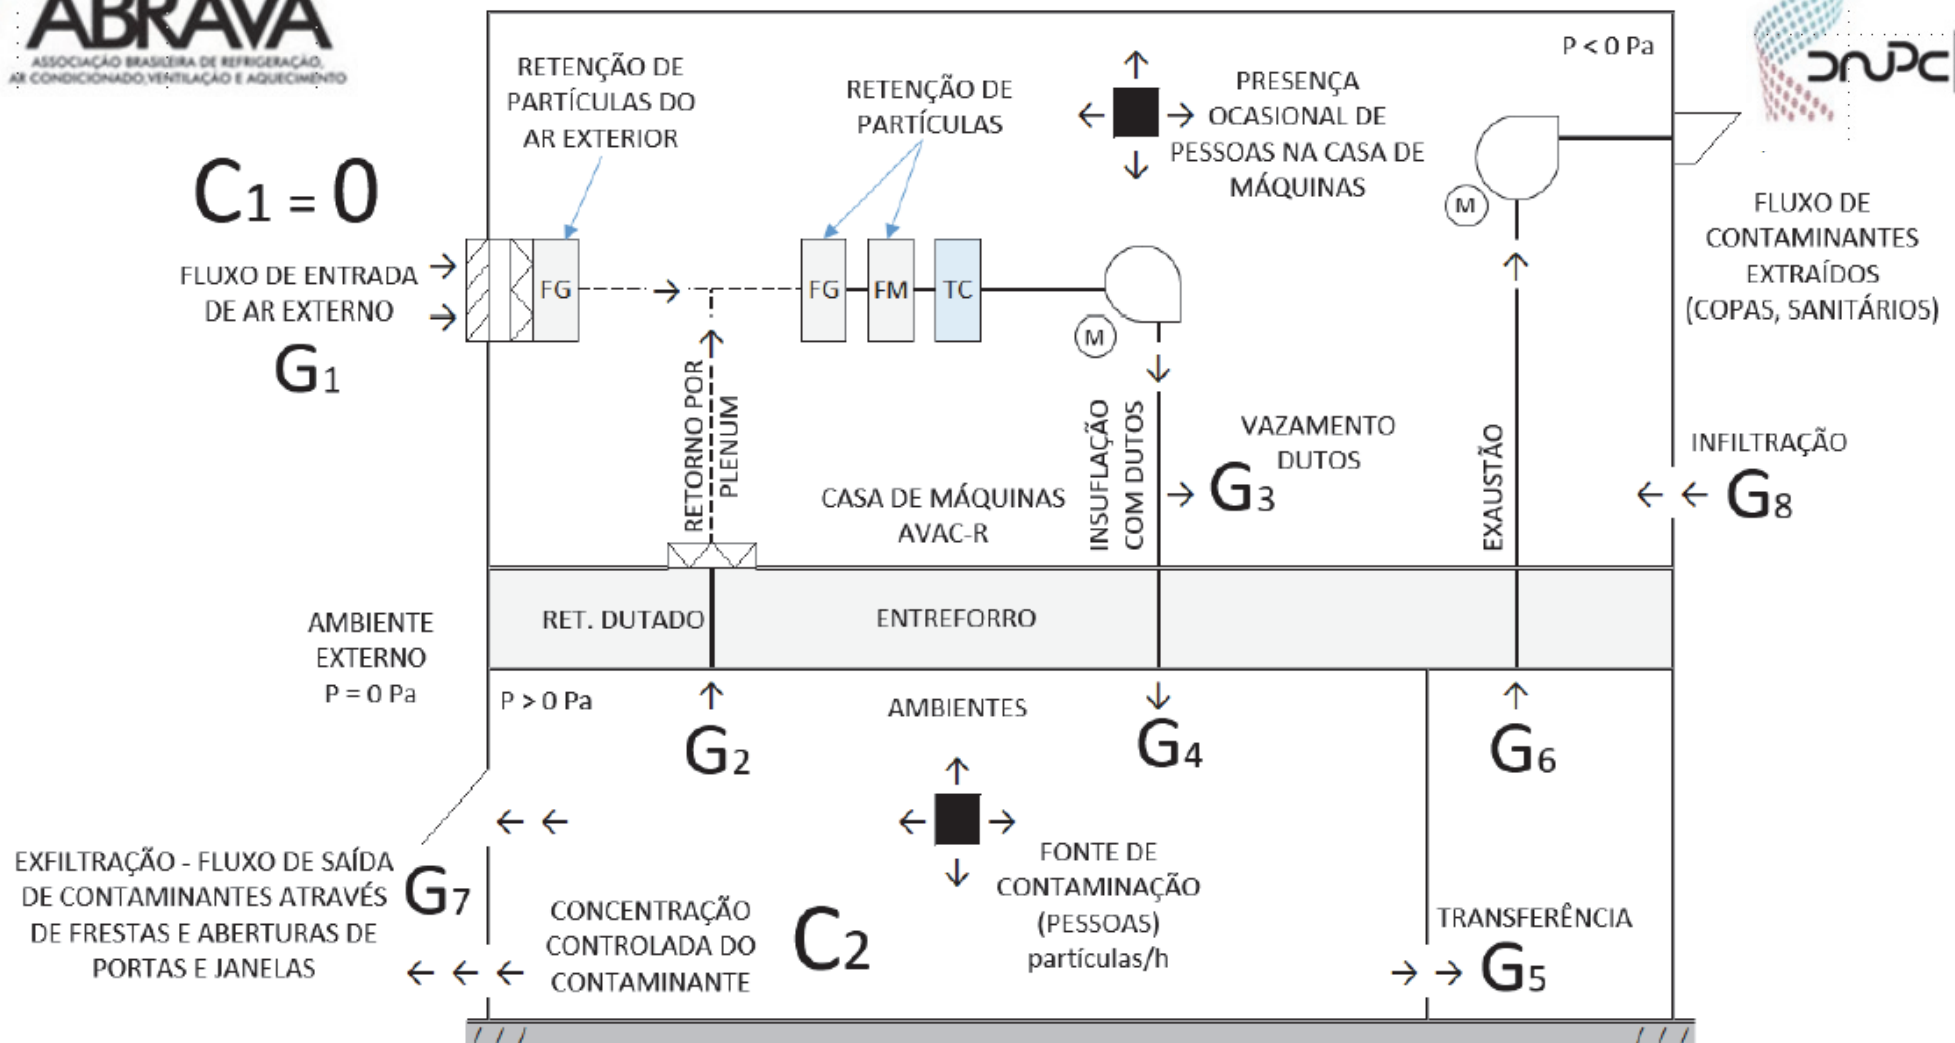 ABRAVA
ASSOCIAÇÃO BRASILEIRA DE REFRIGERAÇÃO,
AR CONDICIONADO, VENTILAÇÃO E AQUECIMENTO
P < 0 Pa
RETENÇÃO DE
PARTÍCULAS DO
AR EXTERIOR
RETENÇÃO DE
PARTÍCULAS
PRESENÇA
OCASIONAL DE
PESSOAS NA CASA DE
MÁQUINAS
C1 = 0
FLUXO DE ENTRADA
DE AR EXTERNO
G1
FG
FG
FM
TC
M
M
FLUXO DE
CONTAMINANTES
EXTRAÍDOS
(COPAS, SANITÁRIOS)
RETORNO POR
PLENUM
CASA DE MÁQUINAS
AVAC-R
INSUFLAÇÃO
COM DUTOS
VAZAMENTO
DUTOS
G3
EXAUSTÃO
INFILTRAÇÃO
G8
AMBIENTE
EXTERNO
P = 0 Pa
RET. DUTADO
ENTREFORRO
P > 0 Pa
G2
AMBIENTES
G4
G6
EXFILTRAÇÃO - FLUXO DE SAÍDA
DE CONTAMINANTES ATRAVÉS
DE FRESTAS E ABERTURAS DE
PORTAS E JANELAS
G7
CONCENTRAÇÃO
CONTROLADA DO
CONTAMINANTE
C2
FONTE DE
CONTAMINAÇÃO
(PESSOAS)
partículas/h
TRANSFERÊNCIA
G5